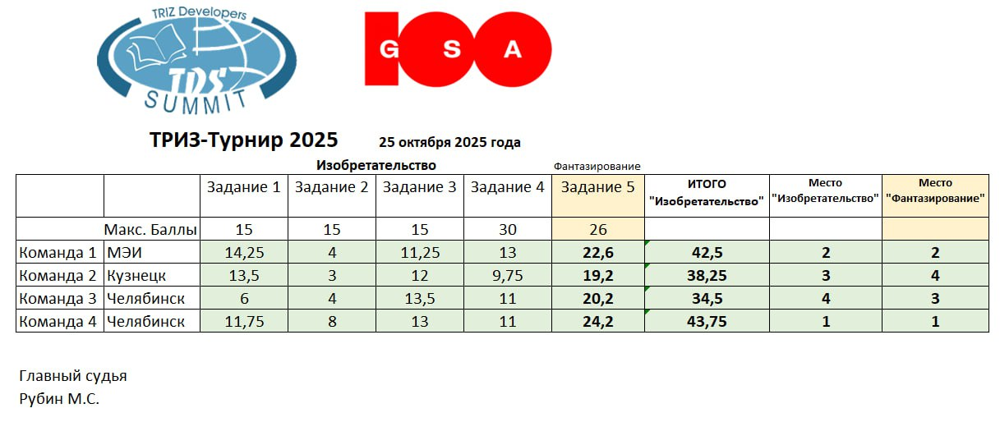 TRIZ Developers
TDS
SUMMIT
G S A
ТРИЗ-Турнир 2025 25 октября 2025 года
Изобретательство Фантазирование
Задание 1 Задание 2 Задание 3 Задание 4 Задание 5 ИТОГО "Изобретательство" Место "Изобретательство" Место "Фантазирование"
Макс. Баллы 15 15 15 30 26
Команда 1 МЭИ 14,25 4 11,25 13 22,6 42,5 2 2
Команда 2 Кузнецк 13,5 3 12 9,75 19,2 38,25 3 4
Команда 3 Челябинск 6 4 13,5 11 20,2 34,5 4 3
Команда 4 Челябинск 11,75 8 13 11 24,2 43,75 1 1
Главный судья
Рубин М.С.